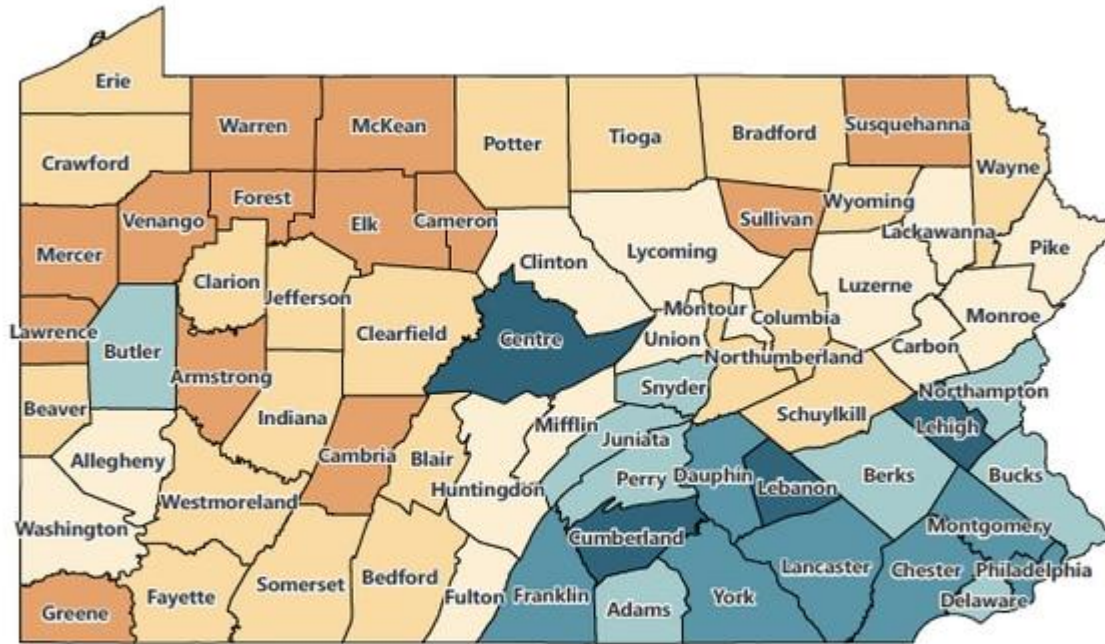 Erie
Warren
McKean
Potter
Tioga
Bradford
Susquehanna
Crawford
Wayne
Forest
Venango
Elk
Cameron
Sullivan
Wyoming
Lackawanna
Mercer
Pike
Lycoming
Clinton
Clarion
Jefferson
Luzerne
Lawrence
Butler
Clearfield
Centre
Montour
Columbia
Monroe
Union
Carbon
Armstrong
Northumberland
Beaver
Snyder
Northampton
Indiana
Schuylkill
Mifflin
Lehigh
Allegheny
Cambria
Blair
Juniata
Huntingdon
Perry
Dauphin
Lebanon
Berks
Bucks
Westmoreland
Washington
Cumberland
Montgomery
Lancaster
Chester
Philadelphia
Greene
Fayette
Somerset
Bedford
Fulton
Franklin
Adams
York
Delaware